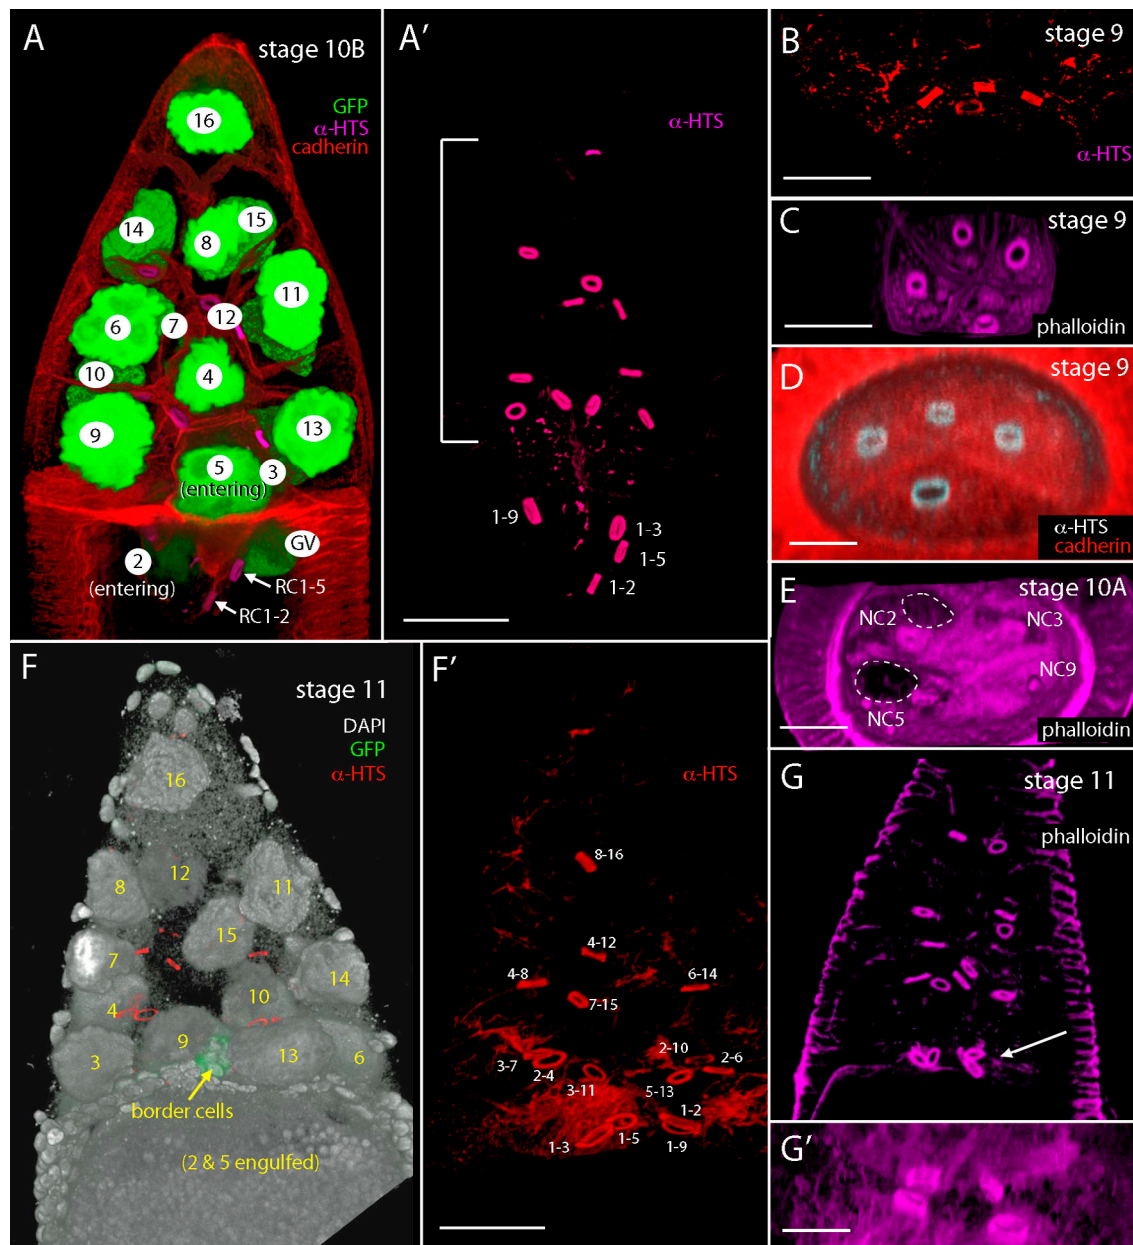 A
stage 10B
GFP
α-HTS
cadherin
16
14
15
8
11
12
6
7
10
4
9
13
5
3
(entering)
2
(entering)
GV
RC1-5
RC1-2
A'
α-HTS
1-9
1-3
1-5
1-2
B
stage 9
α-HTS
C
stage 9
phalloidin
D
stage 9
α-HTS
cadherin
E
stage 10A
NC2
NC3
NC9
NC5
phalloidin
F
stage 11
DAPI
GFP
α-HTS
16
12
8
11
15
7
14
10
4
9
3
13
6
border cells
(2 & 5 engulfed)
F'
α-HTS
8-16
4-12
4-8
6-14
7-15
2-10
2-6
3-7
2-4
3-11
5-13
1-2
1-5
1-3
1-9
G
stage 11
phalloidin
G'